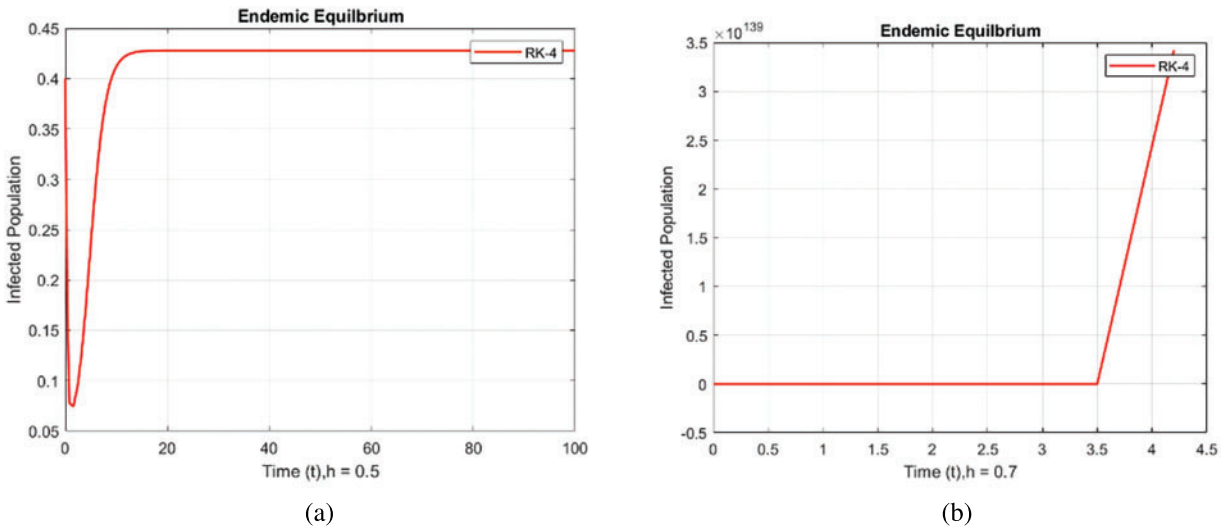 Endemic Equilbrium
RK-4
0.45
0.4
0.35
0.3
0.25
0.2
0.15
0.1
0.05
Infected Population
0 20 40 60 80 100
Time (t),h = 0.5
(a)
Endemic Equilbrium
×10^139
RK-4
3.5
3
2.5
2
1.5
1
0.5
0
-0.5
Infected Population
0 0.5 1 1.5 2 2.5 3 3.5 4 4.5
Time (t),h = 0.7
(b)